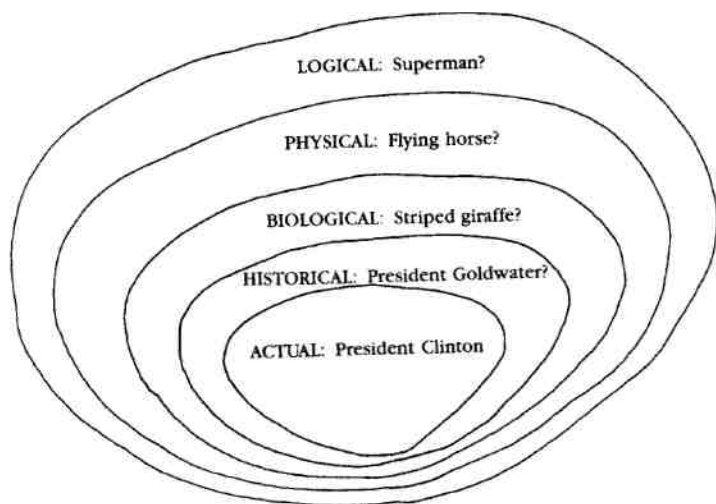 LOGICAL: Superman?
PHYSICAL: Flying horse?
BIOLOGICAL: Striped giraffe?
HISTORICAL: President Goldwater?
ACTUAL: President Clinton